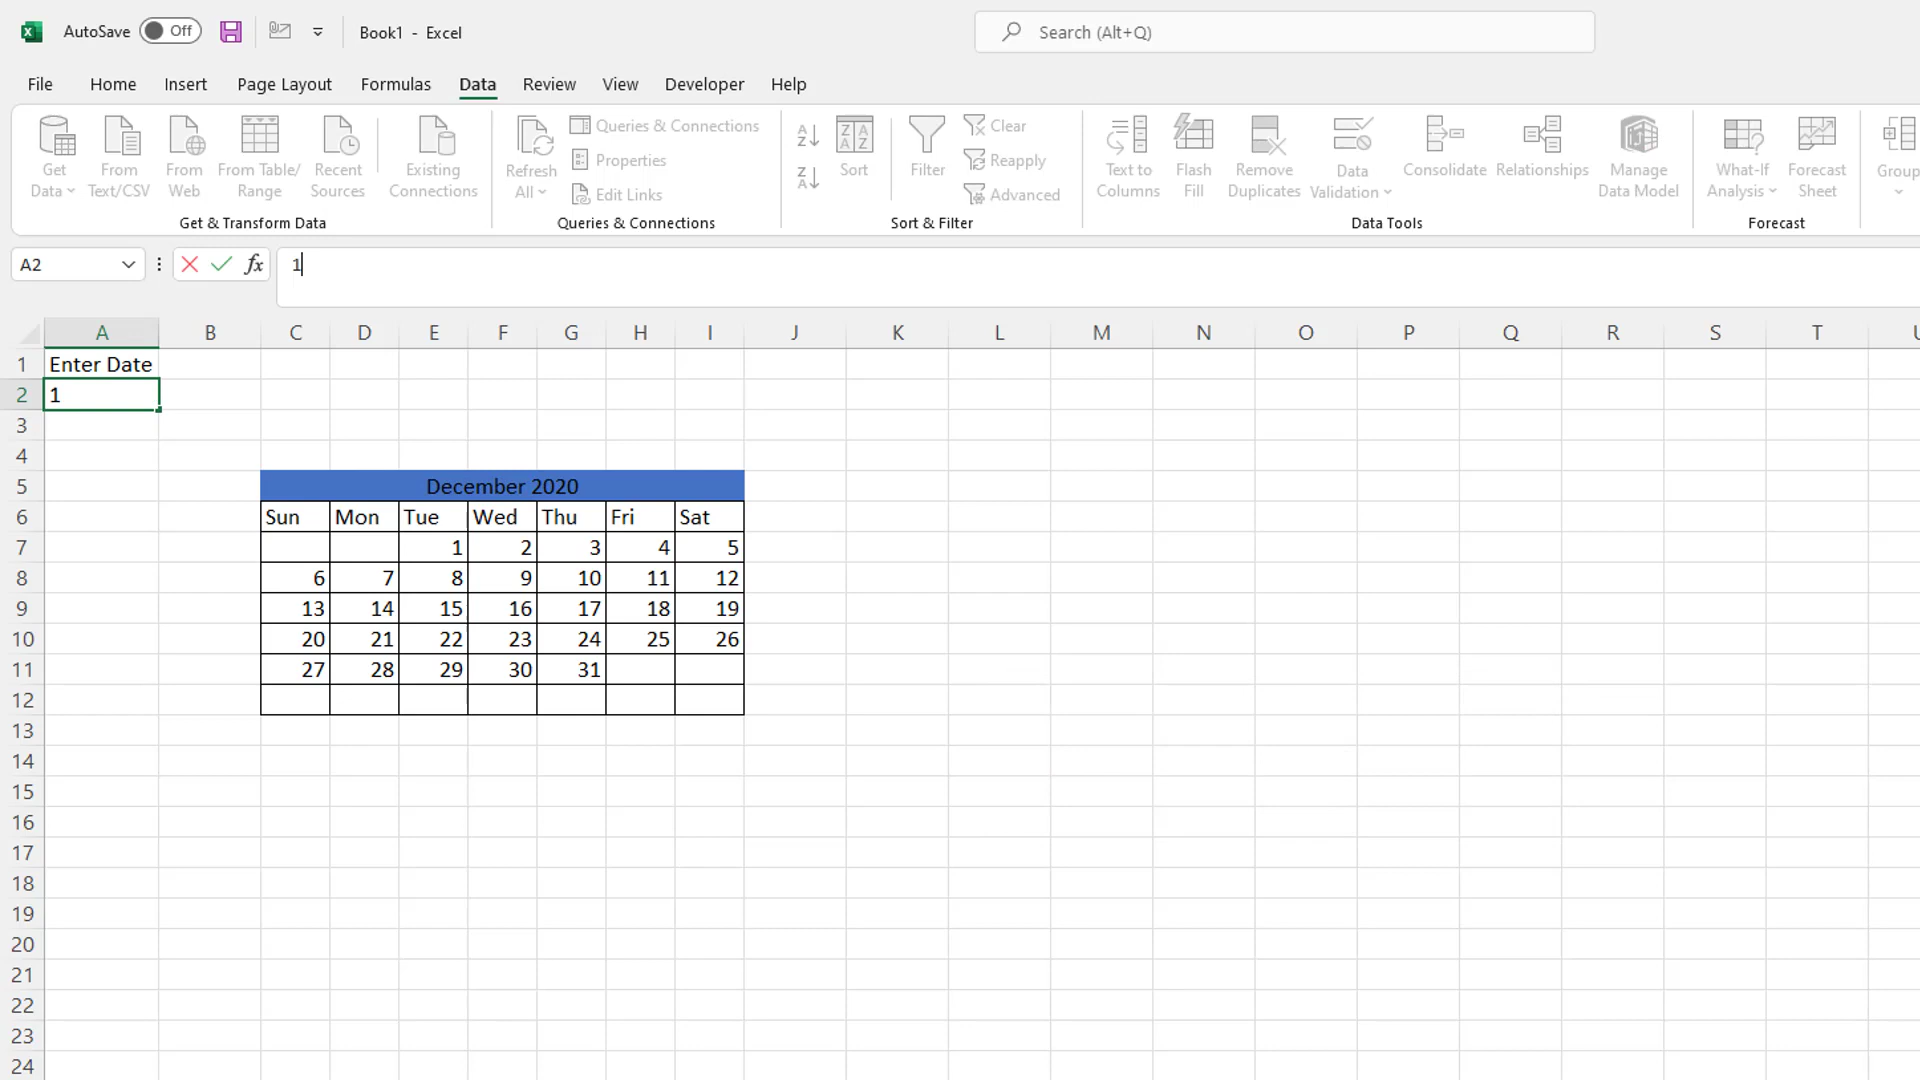 AutoSave Off Book1 - Excel Search (Alt+Q)
File Home Insert Page Layout Formulas Data Review View Developer Help
Get Data
From Text/CSV
From Web
From Table/ Range
Recent Sources
Existing Connections
Get & Transform Data
Refresh All
Queries & Connections
Properties
Edit Links
Queries & Connections
Sort
Filter
Clear
Reapply
Advanced
Sort & Filter
Text to Columns
Flash Fill
Remove Duplicates
Data Validation
Consolidate
Relationships
Manage Data Model
Data Tools
What-If Analysis
Forecast Sheet
Forecast
Group
A2 fx 1
A B C D E F G H I J K L M N O P Q R S T U
1 Enter Date
2 1
3
4
5 December 2020
6 Sun Mon Tue Wed Thu Fri Sat
7 1 2 3 4 5
8 6 7 8 9 10 11 12
9 13 14 15 16 17 18 19
10 20 21 22 23 24 25 26
11 27 28 29 30 31
12
13
14
15
16
17
18
19
20
21
22
23
24